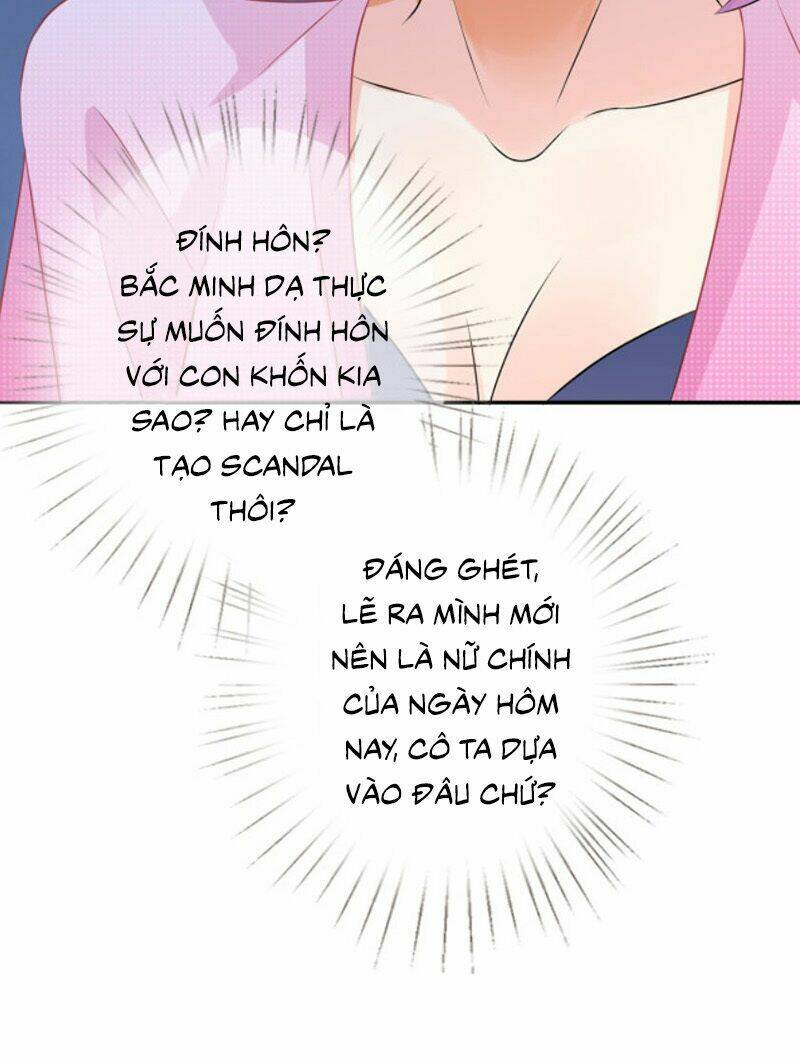 ĐÍNH HÔN?
BẮC MINH DẠ THỰC
SỰ MUỐN ĐÍNH HÔN
VỚI CON KHỐN KIA
SAO? HAY CHỈ LÀ
TẠO SCANDAL
THÔI?
ĐÁNG GHÉT,
LẼ RA MÌNH MỚI
NÊN LÀ NỮ CHÍNH
CỦA NGÀY HÔM
NAY, CÔ TA DỰA
VÀO ĐÂU CHỨ?